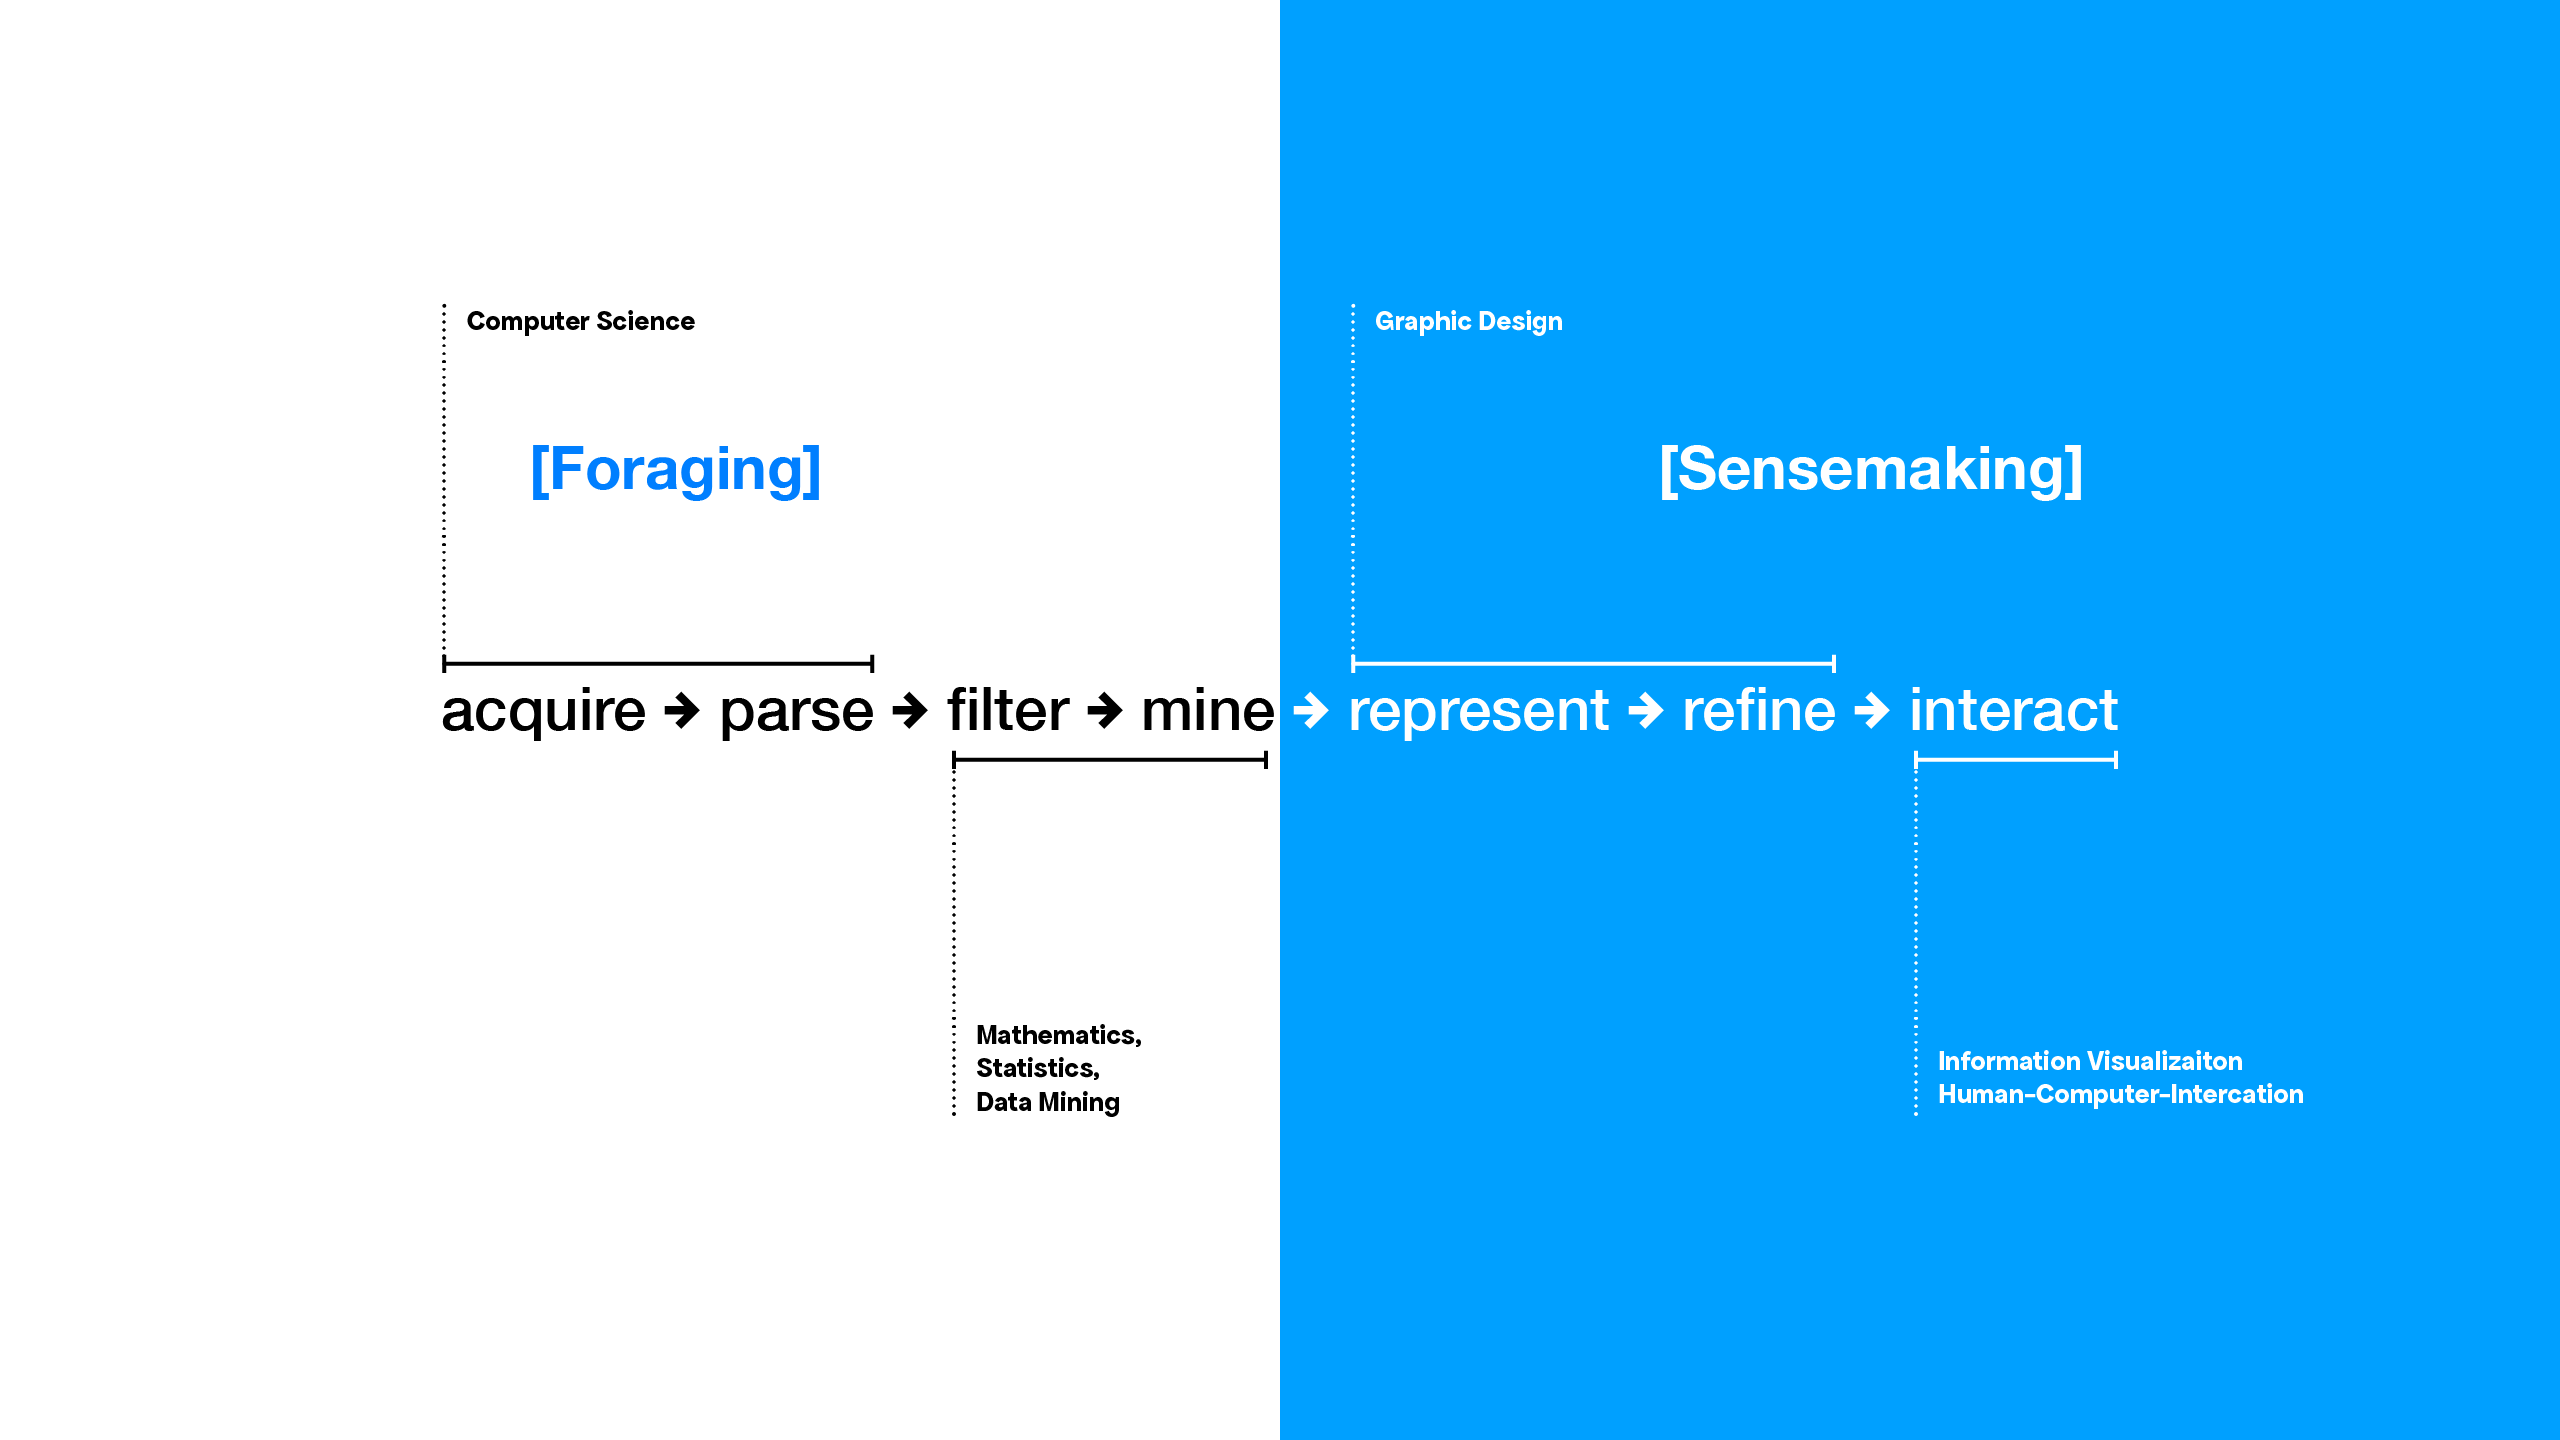 Computer Science
Graphic Design
[Foraging]
[Sensemaking]
acquire → parse → filter → mine → represent → refine → interact
Mathematics,
Statistics,
Data Mining
Information Visualizaiton
Human-Computer-Intercation